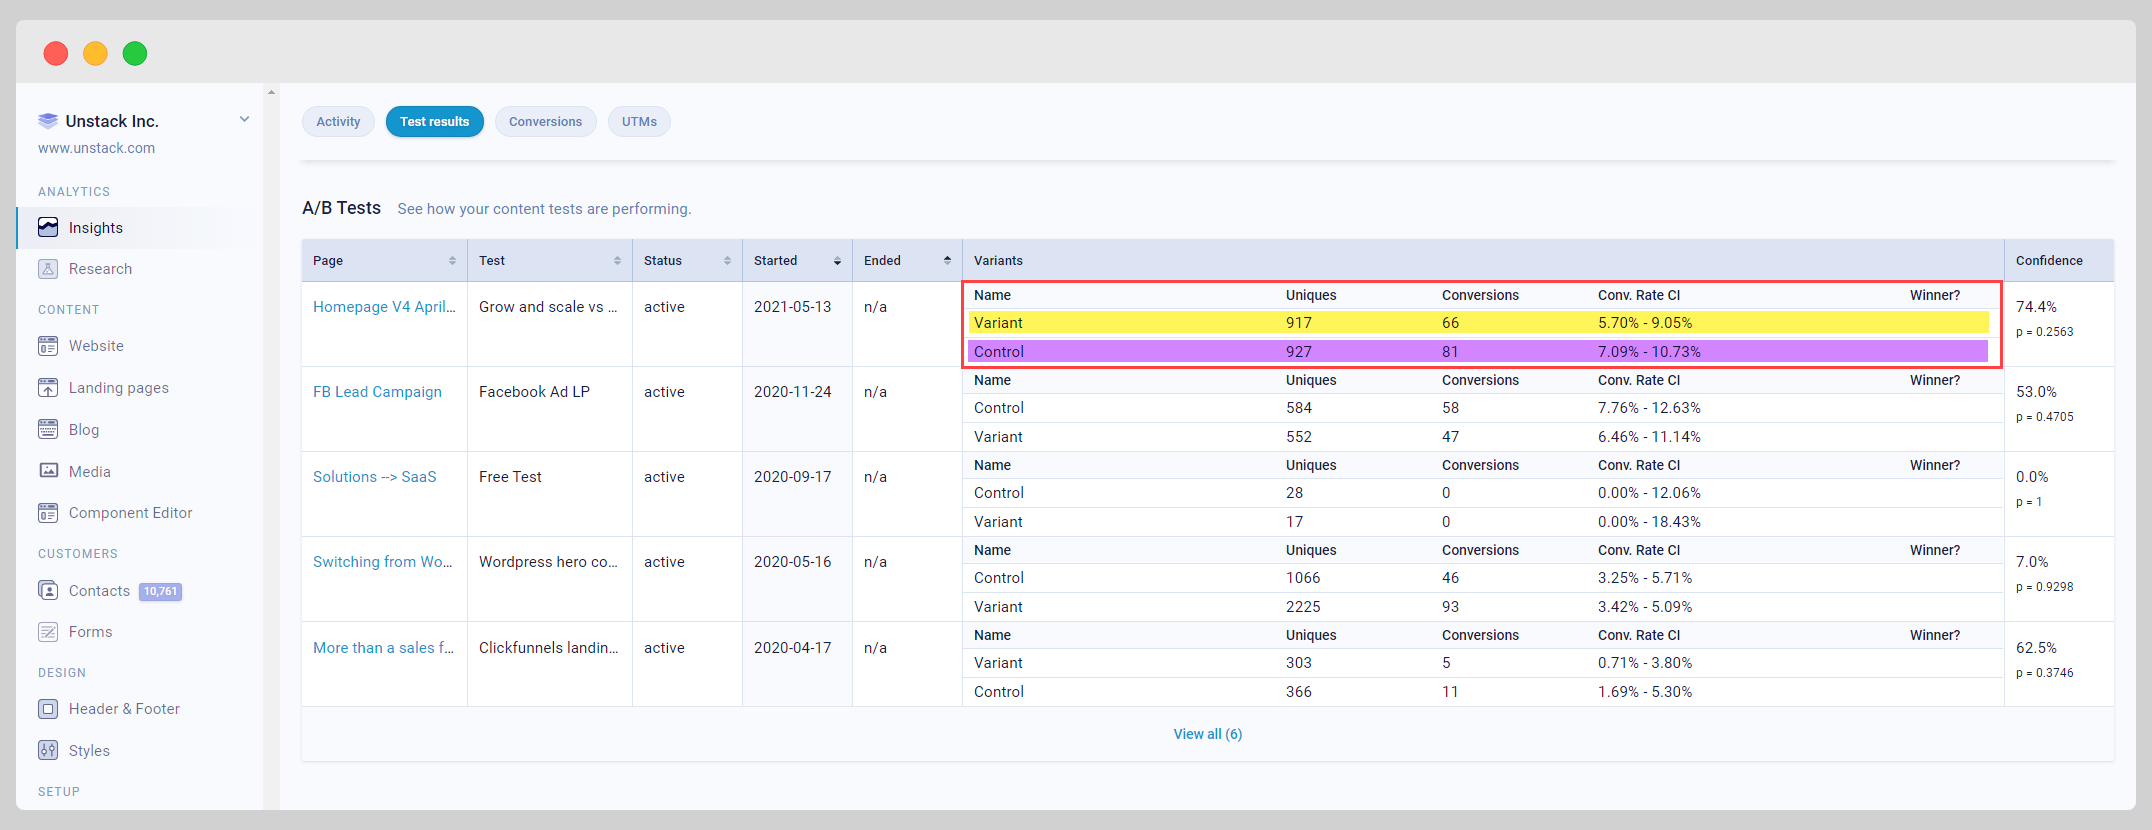 Unstack Inc.
www.unstack.com
ANALYTICS
Insights
Research
CONTENT
Website
Landing pages
Blog
Media
Component Editor
CUSTOMERS
Contacts 10,761
Forms
DESIGN
Header & Footer
Styles
SETUP
Activity Test results Conversions UTMs
A/B Tests See how your content tests are performing.
Page Test Status Started Ended Variants Confidence
Homepage V4 April... Grow and scale vs ... active 2021-05-13 n/a
Name Uniques Conversions Conv. Rate CI Winner?
Variant 917 66 5.70% - 9.05%
Control 927 81 7.09% - 10.73%
74.4%
p = 0.2563
FB Lead Campaign Facebook Ad LP active 2020-11-24 n/a
Name Uniques Conversions Conv. Rate CI Winner?
Control 584 58 7.76% - 12.63%
Variant 552 47 6.46% - 11.14%
53.0%
p = 0.4705
Solutions --> SaaS Free Test active 2020-09-17 n/a
Name Uniques Conversions Conv. Rate CI Winner?
Control 28 0 0.00% - 12.06%
Variant 17 0 0.00% - 18.43%
0.0%
p = 1
Switching from Wo... Wordpress hero co... active 2020-05-16 n/a
Name Uniques Conversions Conv. Rate CI Winner?
Control 1066 46 3.25% - 5.71%
Variant 2225 93 3.42% - 5.09%
7.0%
p = 0.9298
More than a sales f... Clickfunnels landin... active 2020-04-17 n/a
Name Uniques Conversions Conv. Rate CI Winner?
Variant 303 5 0.71% - 3.80%
Control 366 11 1.69% - 5.30%
62.5%
p = 0.3746
View all (6)